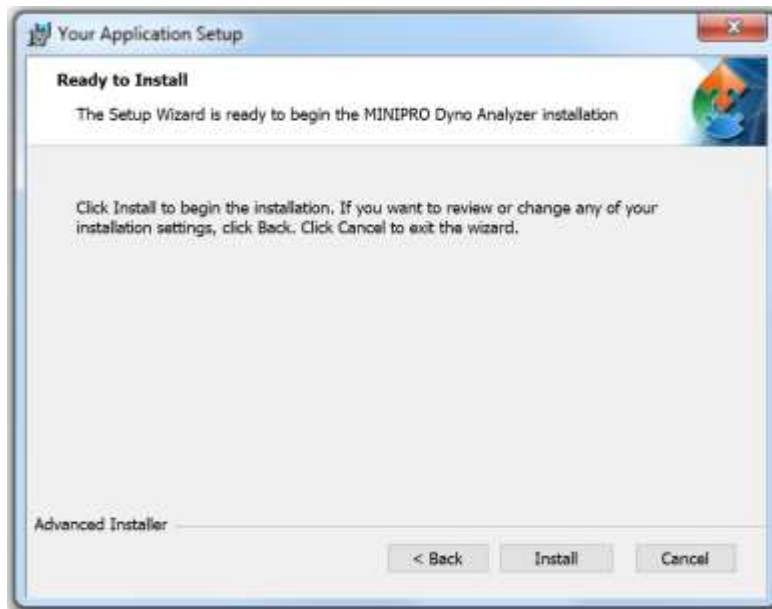 Your Application Setup
Ready to Install
The Setup Wizard is ready to begin the MINIPRO Dyno Analyzer installation
Click Install to begin the installation. If you want to review or change any of your
installation settings, click Back. Click Cancel to exit the wizard.
Advanced Installer
< Back Install Cancel